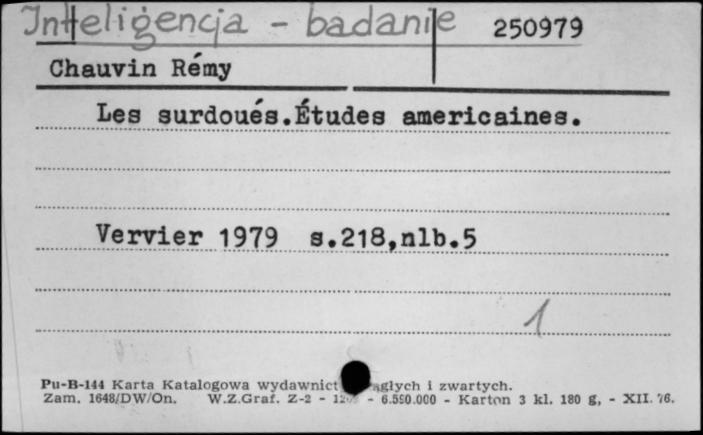 Inteligencja - badanie 250979
Chauvin Rémy
Les surdoués.Études americaines.
Vervier 1979 s.218,nlb.5
1
Pu-B-144 Karta Katalogowa wydawnict ągłych i zwartych.
Zam. 1648/DW/On. W.Z.Graf. Z-2 - - 6.550.000 - Karton 3 kl. 180 g, - XII. 76.